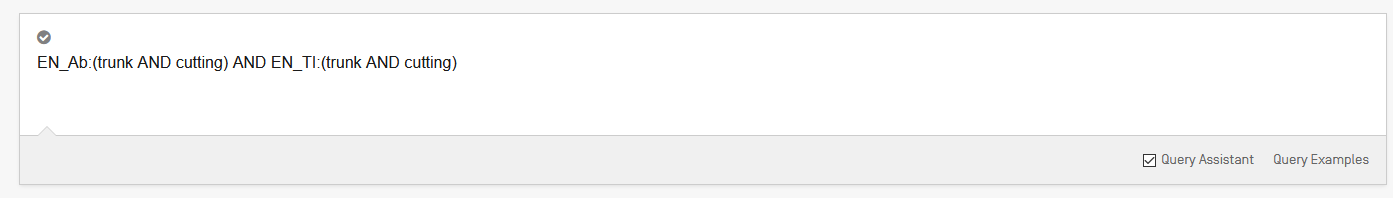 EN_Ab:(trunk AND cutting) AND EN_TI:(trunk AND cutting)
Query Assistant Query Examples